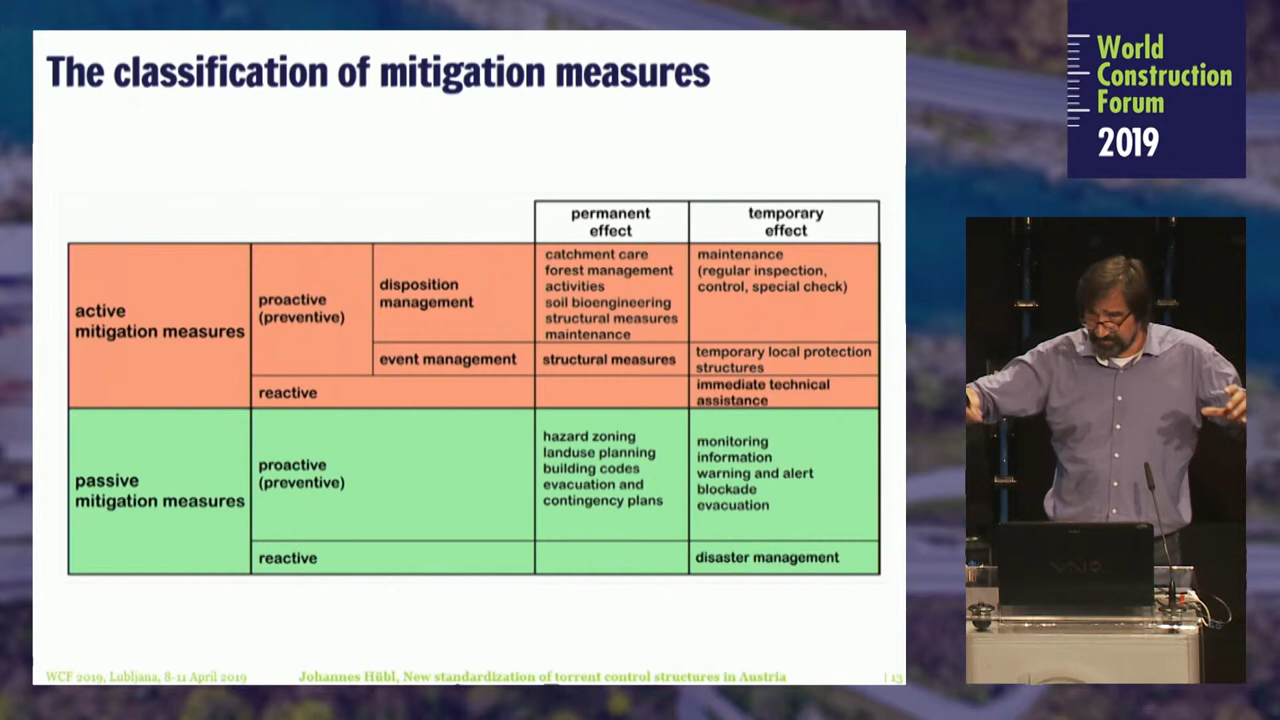 The classification of mitigation measures
World
Construction
Forum
2019
permanent
effect
temporary
effect
active
mitigation measures
proactive
(preventive)
disposition
management
catchment care
forest management
activities
soil bioengineering
structural measures
maintenance
maintenance
(regular inspection,
control, special check)
event management
structural measures
temporary local protection
structures
reactive
immediate technical
assistance
passive
mitigation measures
proactive
(preventive)
hazard zoning
landuse planning
building codes
evacuation and
contingency plans
monitoring
information
warning and alert
blockade
evacuation
reactive
disaster management
WCF 2019, Lubljana, 8-11 April 2019
Johannes Hübl, New standardization of torrent control structures in Austria
| 13
VAIO